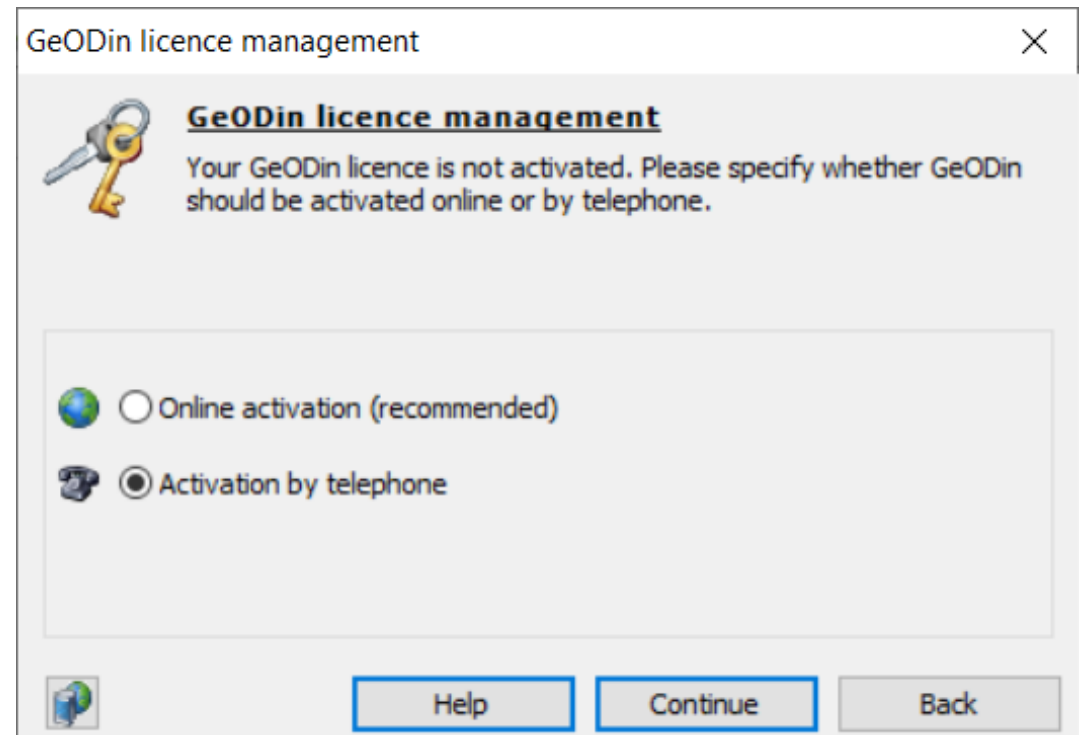 GeODin licence management
GeODin licence management
Your GeODin licence is not activated. Please specify whether GeODin
should be activated online or by telephone.
Online activation (recommended)
Activation by telephone
Help Continue Back